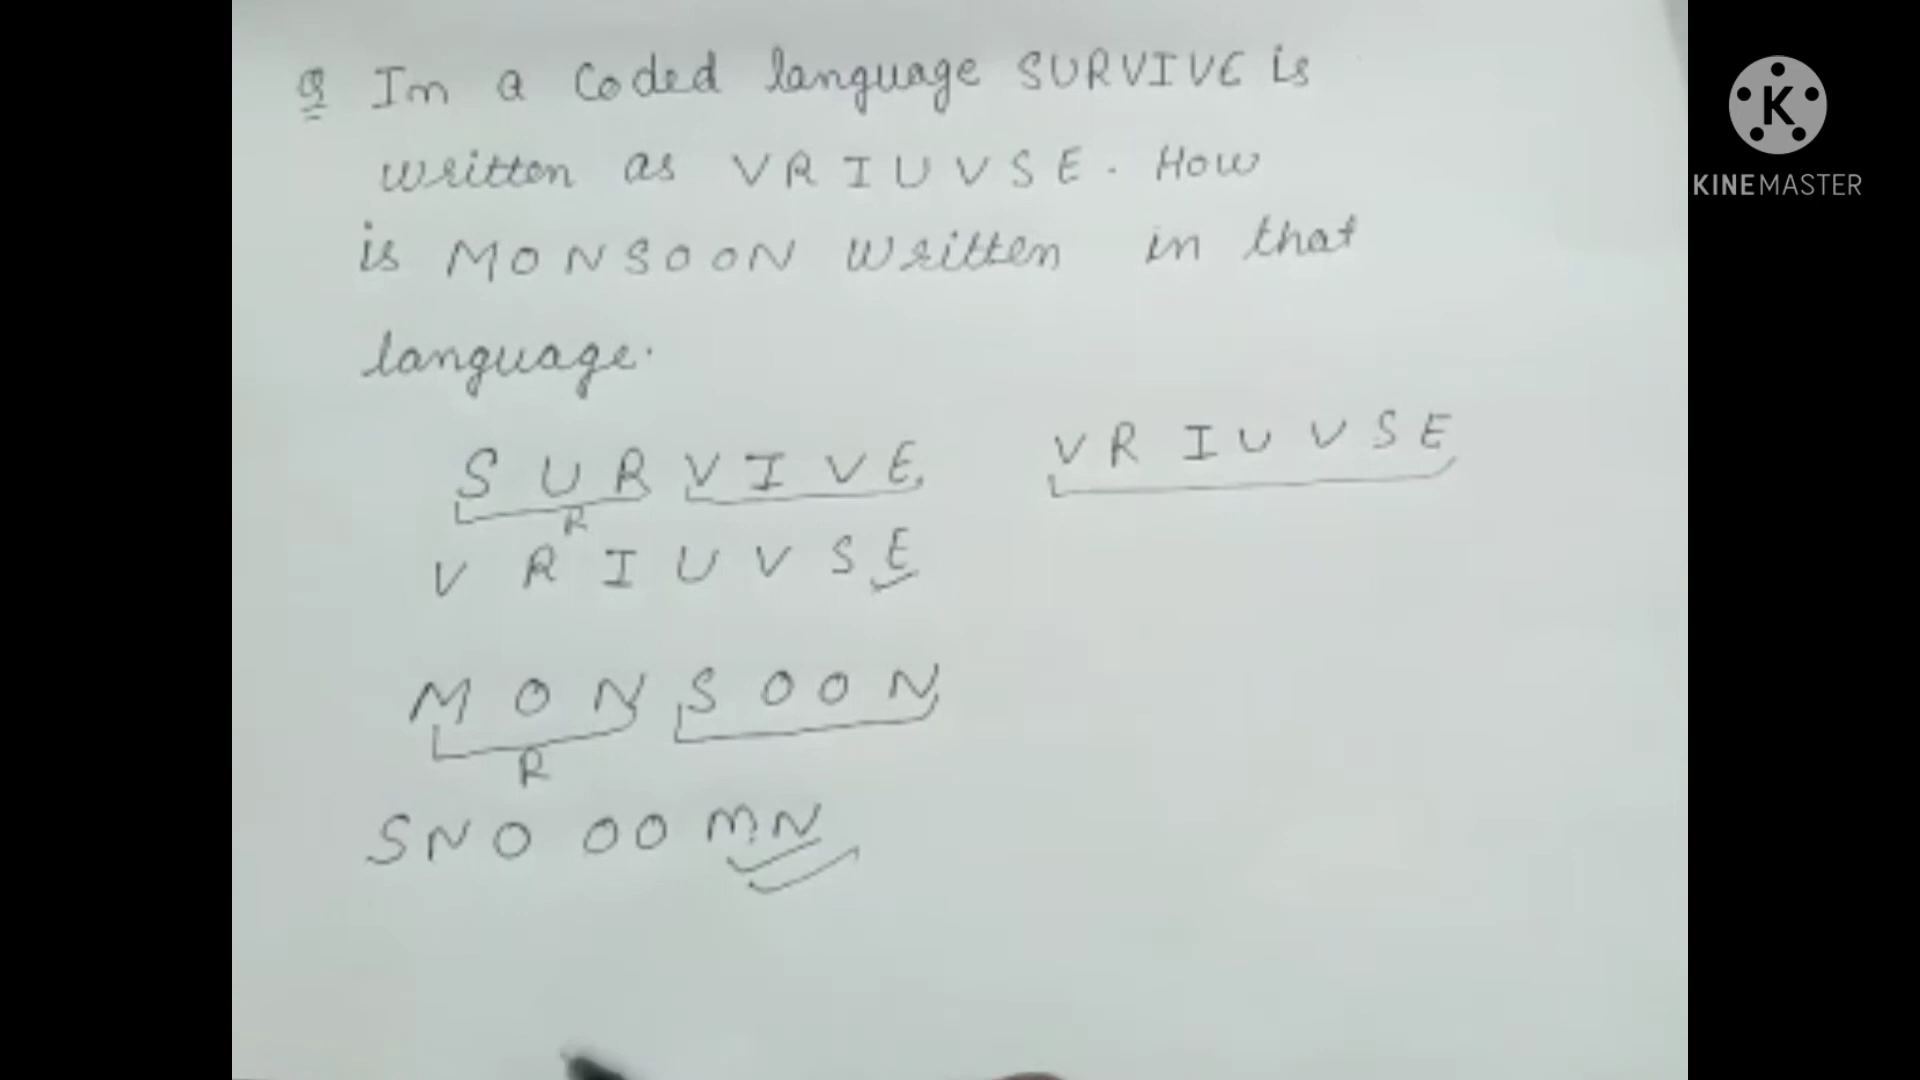 Q In a coded language SURVIVE is
written as VRIUVSE. How
is MONSOON written in that
language.
SURVIVE VRIUVSE
R
VRIUVSE
MONSOON
R
SNOOOMN
K
KINEMASTER